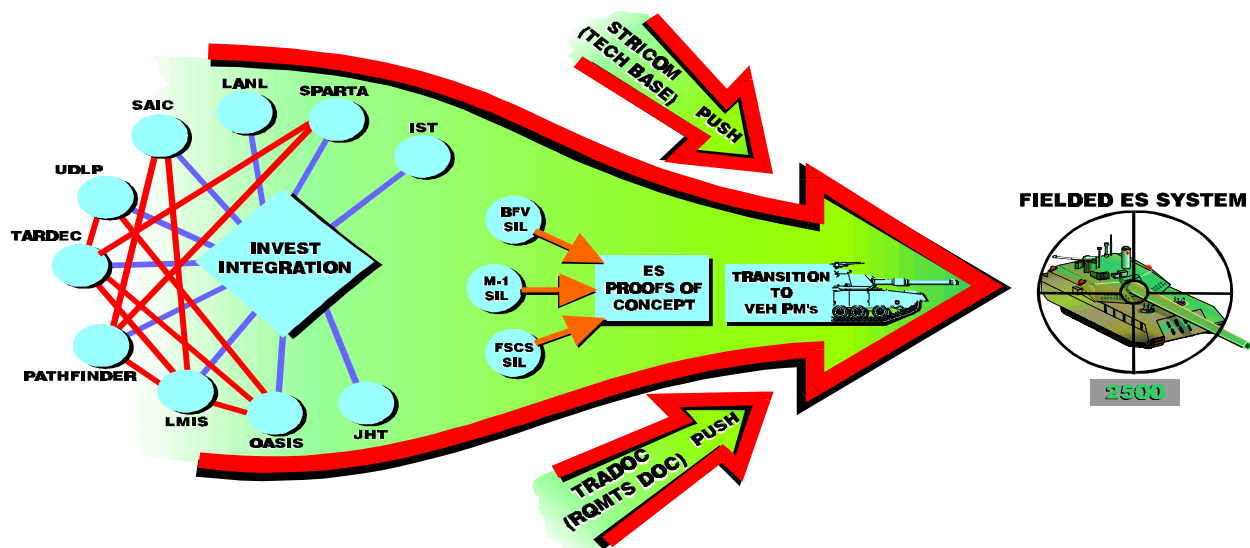 STRICOM
(TECH BASE)
PUSH
LANL
SPARTA
SAIC
IST
UDLP
TARDEC
INVEST
INTEGRATION
PATHFINDER
LMIS
OASIS
JHT
BFV
SIL
M-1
SIL
FSCS
SIL
ES
PROOFS OF
CONCEPT
TRANSITION
TO
VEH PM's
TRADOC
(RQMTS DOC)
PUSH
FIELDED ES SYSTEM
2500